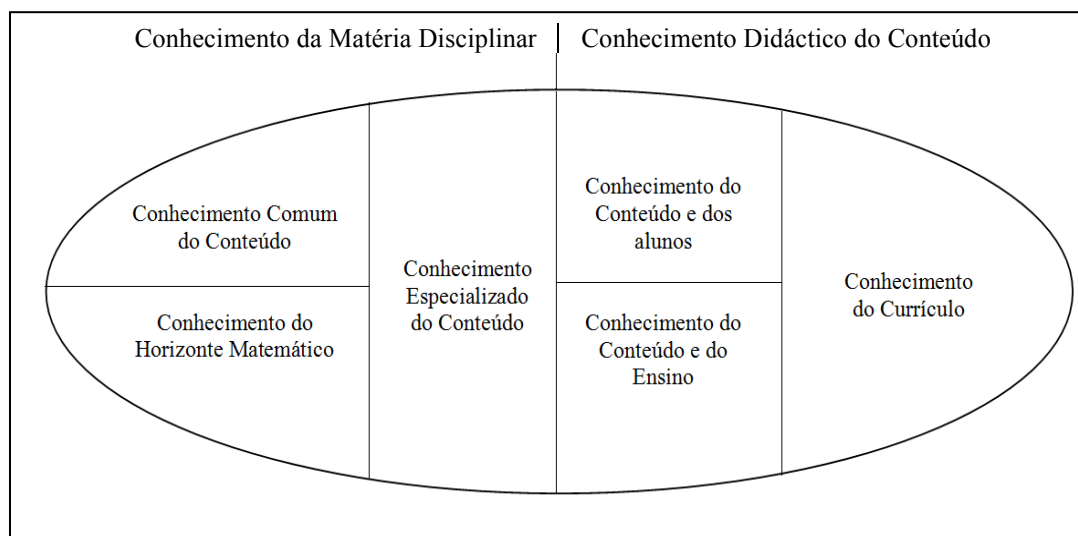 Conhecimento da Matéria Disciplinar | Conhecimento Didáctico do Conteúdo
Conhecimento Comum
do Conteúdo
Conhecimento do
Horizonte Matemático
Conhecimento
Especializado
do Conteúdo
Conhecimento do
Conteúdo e dos
alunos
Conhecimento do
Conteúdo e do
Ensino
Conhecimento
do Currículo